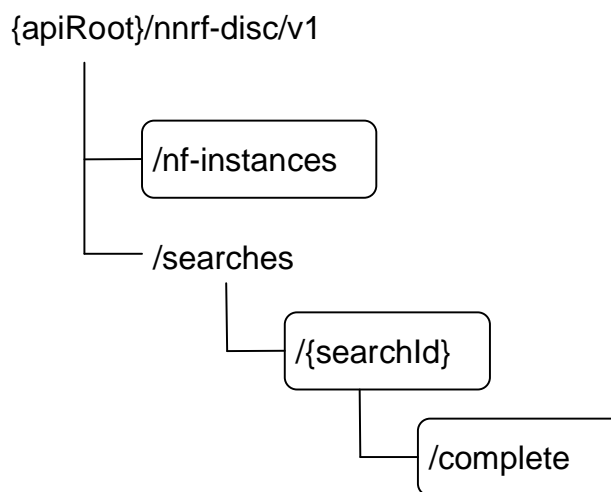 {apiRoot}/nnrf-disc/v1
/nf-instances
/searches
/{searchId}
/complete